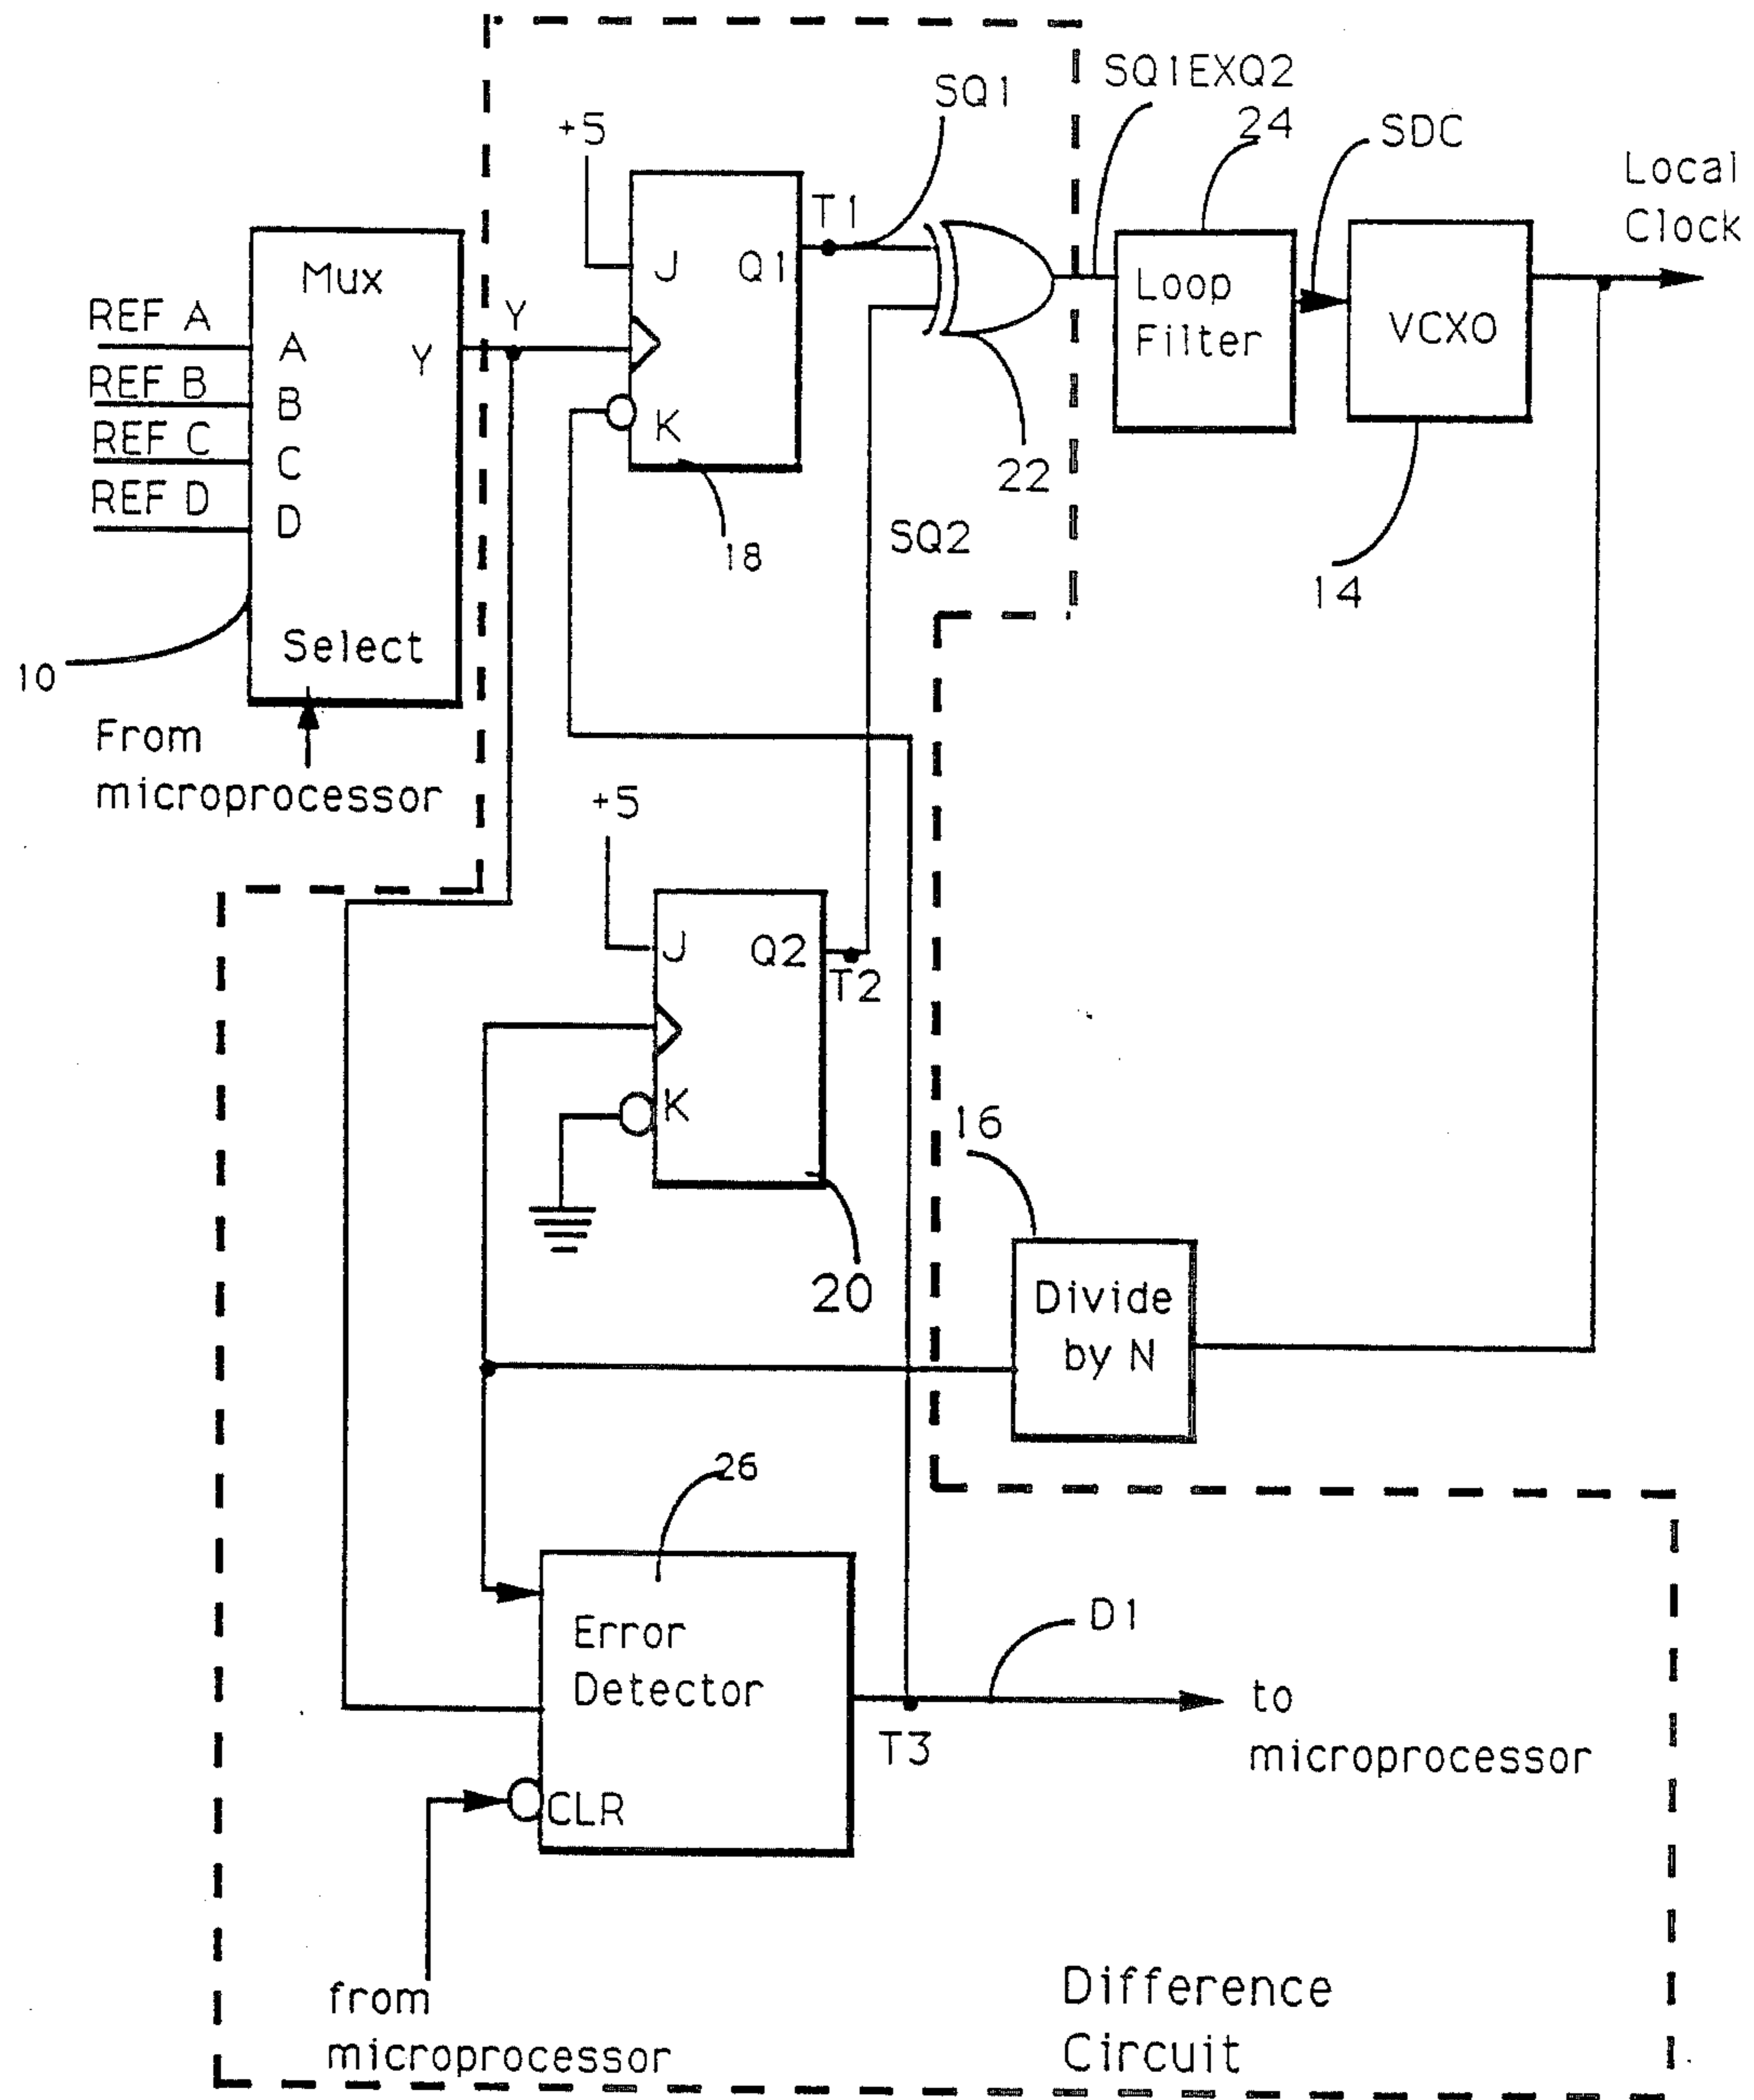 SQ1EXQ2
SQ1
24
SDC
+5
Local
Clock
T1
Mux
J
Q1
Loop
Filter
VCXO
REF A
A
Y
Y
REF B
B
REF C
C
K
REF D
D
22
18
SQ2
14
Select
10
From
microprocessor
+5
J
Q2
T2
K
16
20
Divide
by N
26
Error
Detector
D1
to
microprocessor
T3
CLR
from
microprocessor
Difference
Circuit